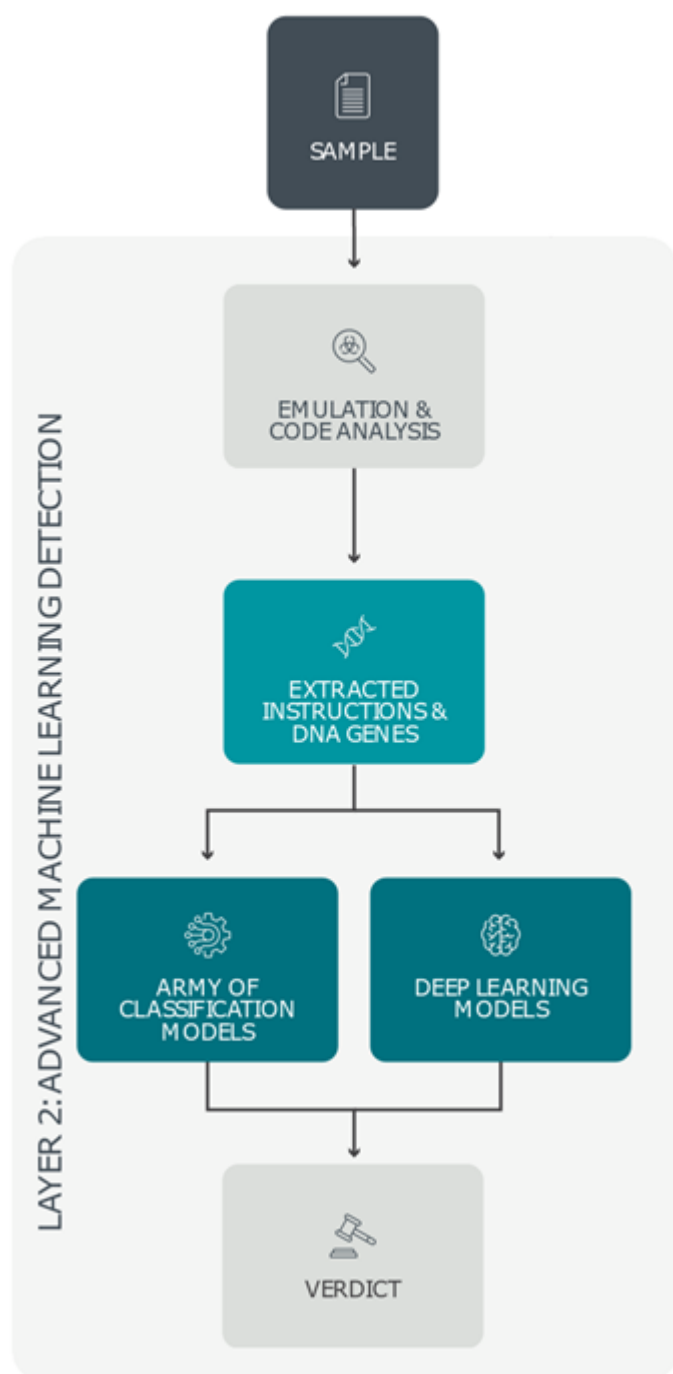 SAMPLE
LAYER 2: ADVANCED MACHINE LEARNING DETECTION
EMULATION &
CODE ANALYSIS
EXTRACTED
INSTRUCTIONS &
DNA GENES
ARMY OF
CLASSIFICATION
MODELS
DEEP LEARNING
MODELS
VERDICT